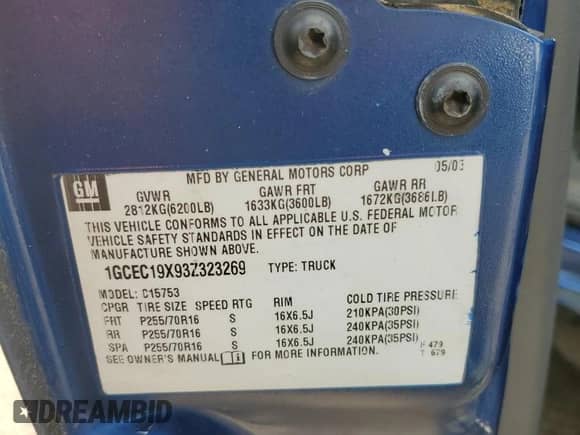 GM
MFD BY GENERAL MOTORS CORP 05/03
GVWR GAWR FRT GAWR RR
2812KG(6200LB) 1633KG(3600LB) 1672KG(3686LB)
THIS VEHICLE CONFORMS TO ALL APPLICABLE U.S. FEDERAL MOTOR
VEHICLE SAFETY STANDARDS IN EFFECT ON THE DATE OF
MANUFACTURE SHOWN ABOVE.
1GCEC19X93Z323269 TYPE: TRUCK
MODEL: C15753
CPGR TIRE SIZE SPEED RTG RIM COLD TIRE PRESSURE
FRT P255/70R16 S 16X6.5J 210KPA(30PSI)
RR P255/70R16 S 16X6.5J 240KPA(35PSI)
SPA P255/70R16 S 16X6.5J 240KPA(35PSI)
F 479
T 679
SEE OWNER'S MANUAL i FOR MORE INFORMATION.
DREAMBID